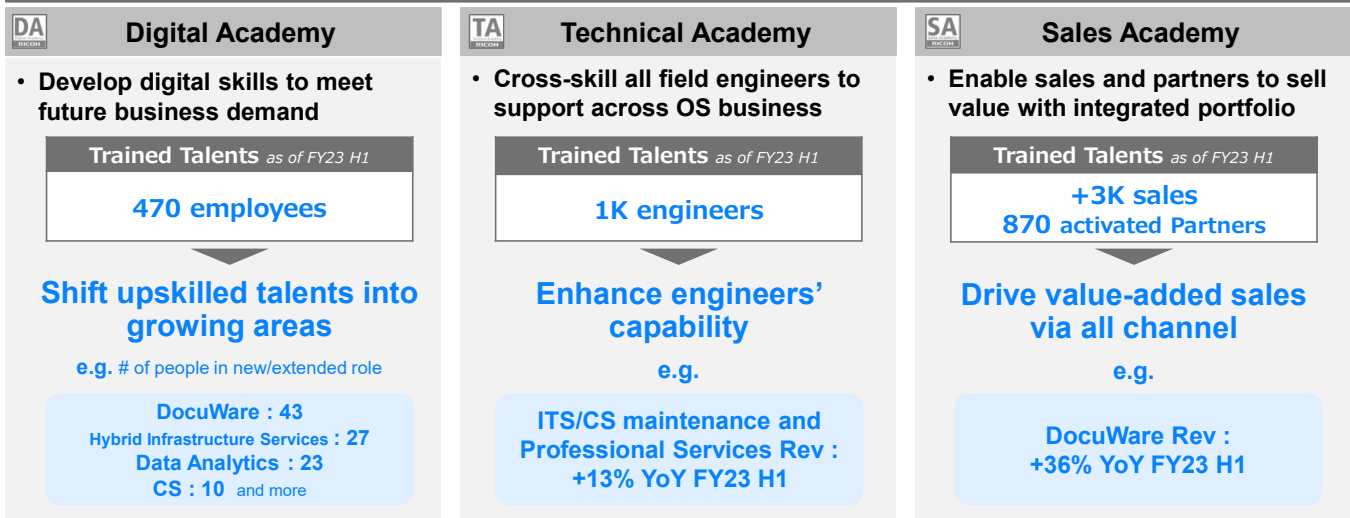 DA
RICOH
Digital Academy
• Develop digital skills to meet
future business demand
Trained Talents as of FY23 H1
470 employees
Shift upskilled talents into
growing areas
e.g. # of people in new/extended role
DocuWare : 43
Hybrid Infrastructure Services : 27
Data Analytics : 23
CS : 10 and more
TA
RICOH
Technical Academy
• Cross-skill all field engineers to
support across OS business
Trained Talents as of FY23 H1
1K engineers
Enhance engineers’
capability
e.g.
ITS/CS maintenance and
Professional Services Rev :
+13% YoY FY23 H1
SA
RICOH
Sales Academy
• Enable sales and partners to sell
value with integrated portfolio
Trained Talents as of FY23 H1
+3K sales
870 activated Partners
Drive value-added sales
via all channel
e.g.
DocuWare Rev :
+36% YoY FY23 H1